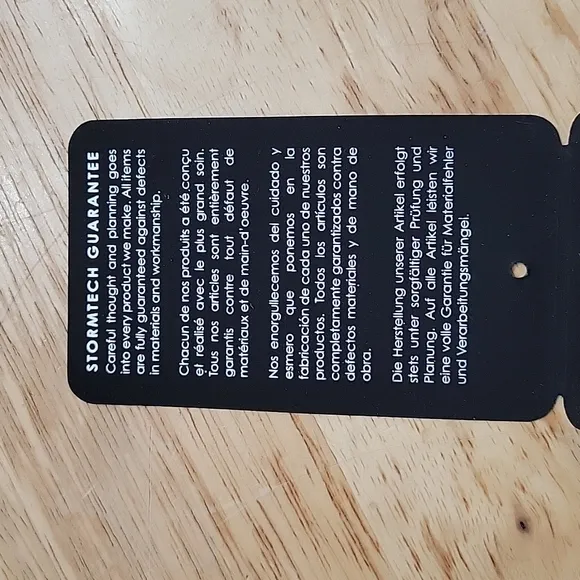 STORMTECH GUARANTEE
Careful thought and planning goes
into every product we make. All items
are fully guaranteed against defects
in materials and workmanship.
Chacun de nos produits a été conçu
et réalisé avec le plus grand soin.
Tous nos articles sont entièrement
garantis contre tout défaut de
matériaux et de main-d'oeuvre.
Nos enorgullecemos del cuidado y
esmero que ponemos en la
fabricación de cada uno de nuestros
productos. Todos los artículos son
completamente garantizados contra
defectos materiales y de mano de
obra.
Die Herstellung unserer Artikel erfolgt
stets unter sorgfältiger Prüfung und
Planung. Auf alle Artikel leisten wir
eine volle Garantie für Materialfehler
und Verarbeitungsmängel.